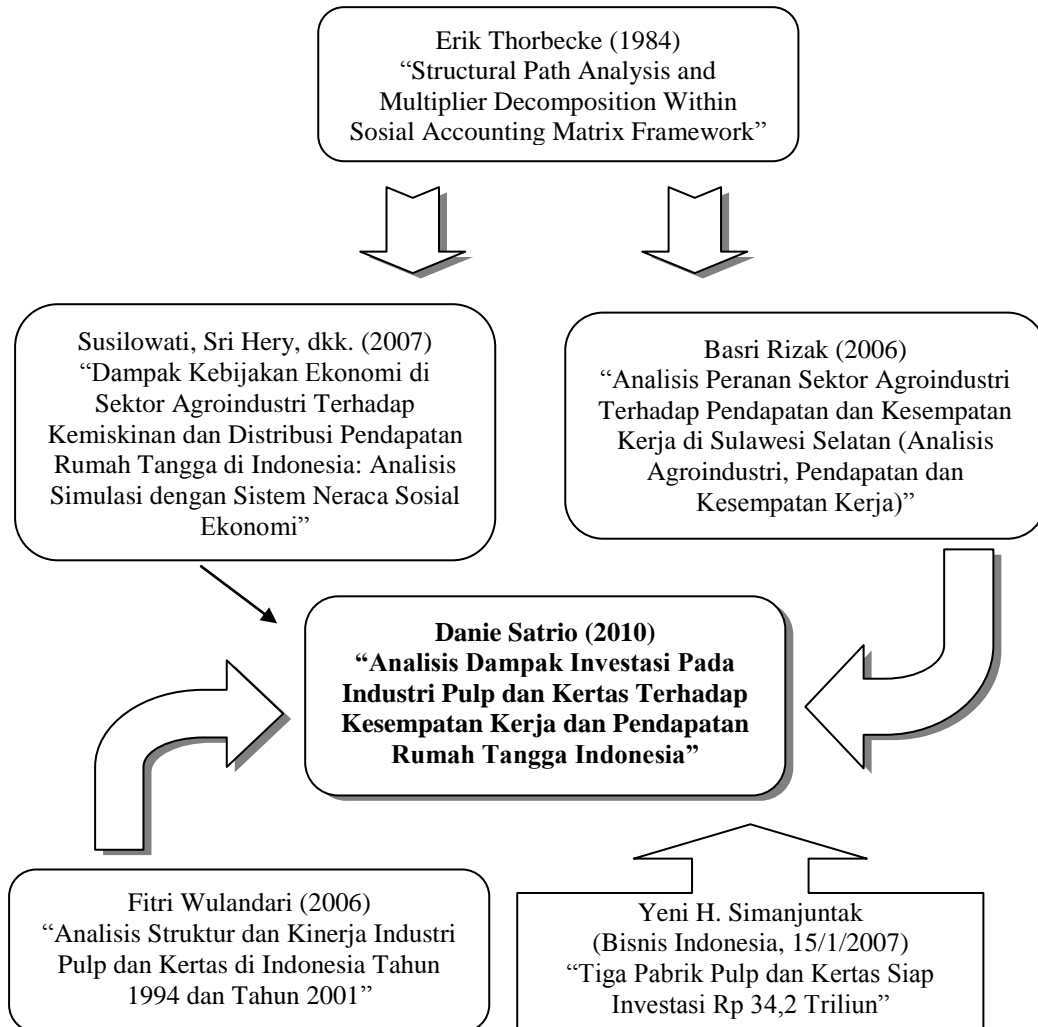 Erik Thorbecke (1984)
“Structural Path Analysis and
Multiplier Decomposition Within
Sosial Accounting Matrix Framework”
Susilowati, Sri Hery, dkk. (2007)
“Dampak Kebijakan Ekonomi di
Sektor Agroindustri Terhadap
Kemiskinan dan Distribusi Pendapatan
Rumah Tangga di Indonesia: Analisis
Simulasi dengan Sistem Neraca Sosial
Ekonomi”
Basri Rizak (2006)
“Analisis Peranan Sektor Agroindustri
Terhadap Pendapatan dan Kesempatan
Kerja di Sulawesi Selatan (Analisis
Agroindustri, Pendapatan dan
Kesempatan Kerja)”
Danie Satrio (2010)
“Analisis Dampak Investasi Pada
Industri Pulp dan Kertas Terhadap
Kesempatan Kerja dan Pendapatan
Rumah Tangga Indonesia”
Fitri Wulandari (2006)
“Analisis Struktur dan Kinerja Industri
Pulp dan Kertas di Indonesia Tahun
1994 dan Tahun 2001”
Yeni H. Simanjuntak
(Bisnis Indonesia, 15/1/2007)
“Tiga Pabrik Pulp dan Kertas Siap
Investasi Rp 34,2 Triliun”